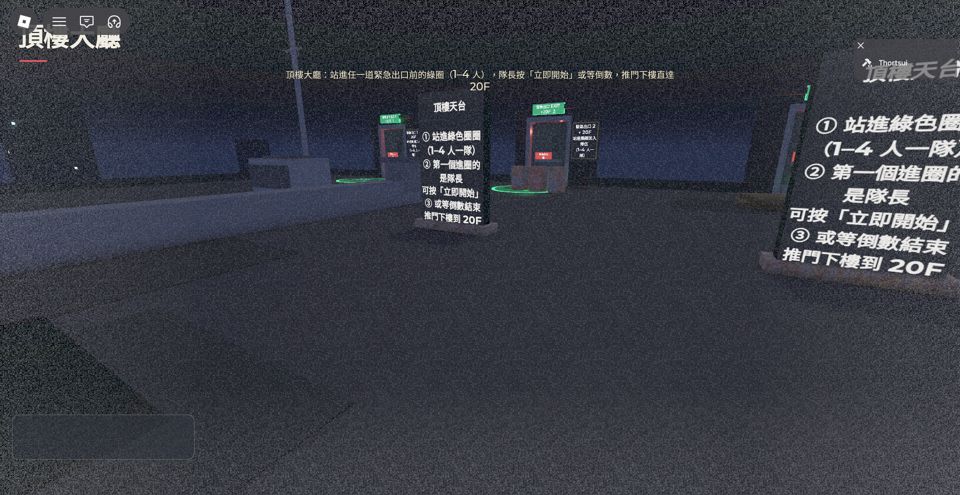 頂樓大廳
頂樓大廳：站進任一道緊急出口前的綠圈（1–4 人），隊長按「立即開始」或等倒數，推門下樓直達
20F
頂樓天台
① 站進綠色圈圈
（1–4 人一隊）
② 第一個進圈的
是隊長
可按「立即開始」
③ 或等倒數結束
推門下樓到 20F
Thortsui
頂樓天台
① 站進綠色圈圈
（1–4 人一隊）
② 第一個進圈的
是隊長
可按「立即開始」
③ 或等倒數結束
推門下樓到 20F